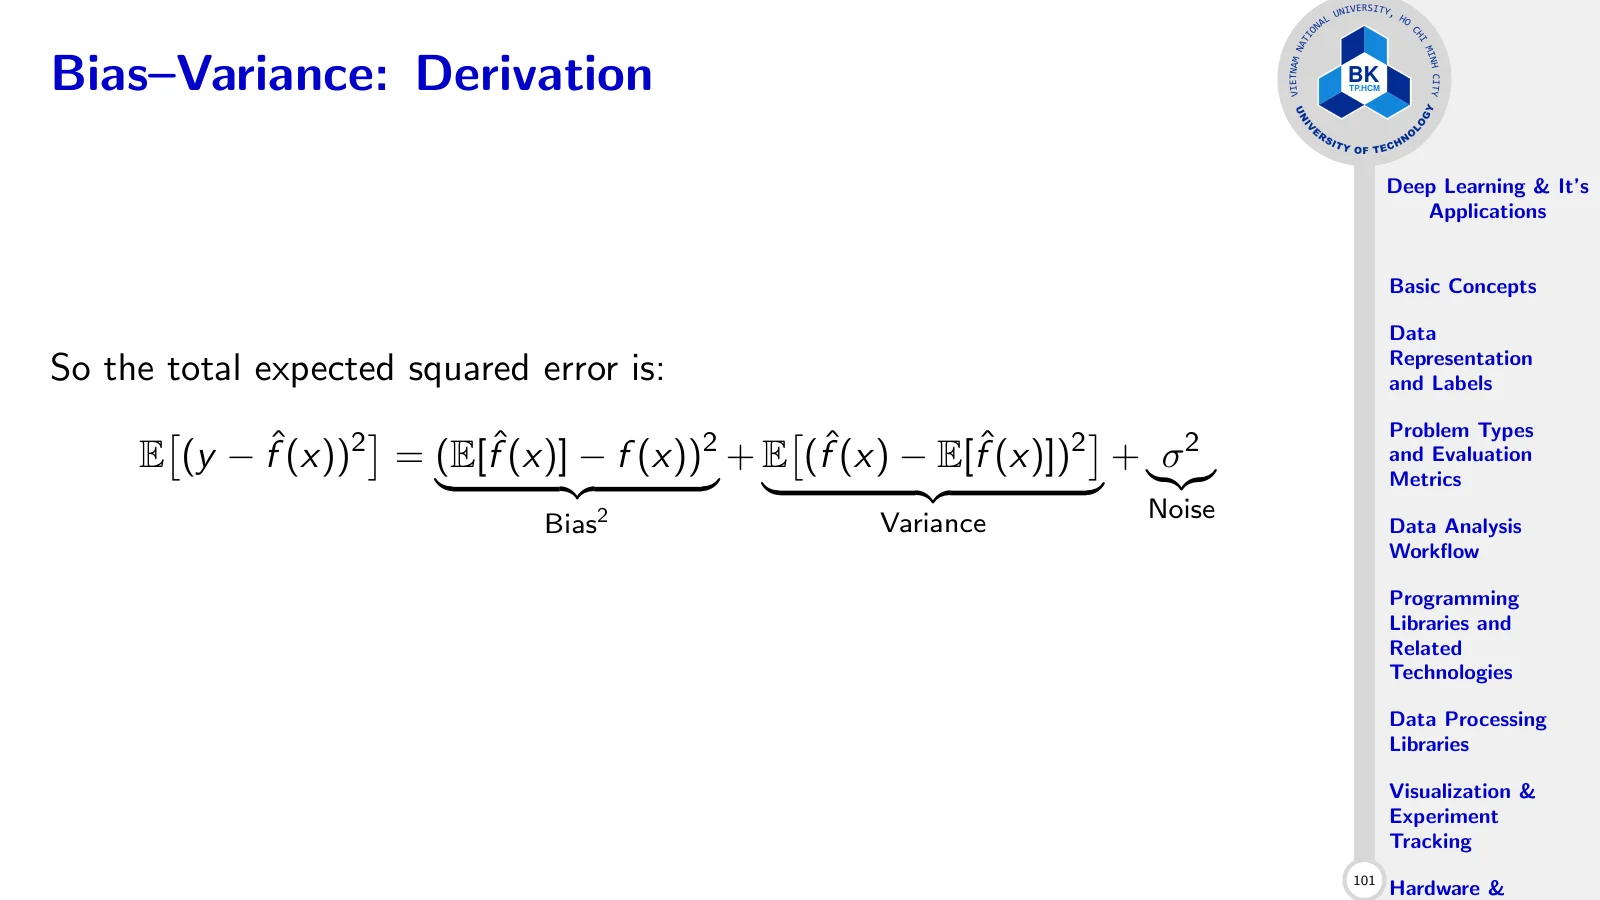 Bias–Variance: Derivation
So the total expected squared error is:
𝔼[(y − f̂(x))²] = (𝔼[f̂(x)] − f(x))² + 𝔼[(f̂(x) − 𝔼[f̂(x)])²] + σ²
Bias² Variance Noise
VIETNAM NATIONAL UNIVERSITY, HO CHI MINH CITY
BK
TP.HCM
UNIVERSITY OF TECHNOLOGY
Deep Learning & It's
Applications
Basic Concepts
Data
Representation
and Labels
Problem Types
and Evaluation
Metrics
Data Analysis
Workflow
Programming
Libraries and
Related
Technologies
Data Processing
Libraries
Visualization &
Experiment
Tracking
Hardware &
101